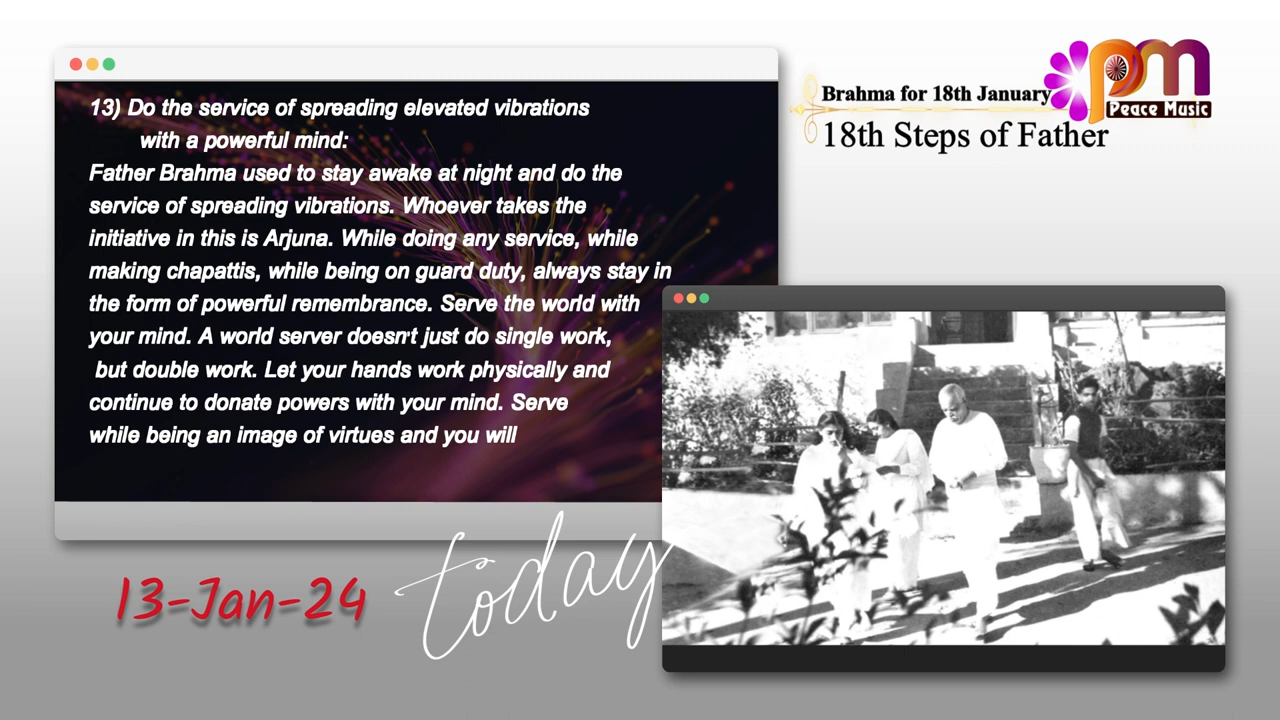 13) Do the service of spreading elevated vibrations
with a powerful mind:
Father Brahma used to stay awake at night and do the
service of spreading vibrations. Whoever takes the
initiative in this is Arjuna. While doing any service, while
making chapattis, while being on guard duty, always stay in
the form of powerful remembrance. Serve the world with
your mind. A world server doesn't just do single work,
but double work. Let your hands work physically and
continue to donate powers with your mind. Serve
while being an image of virtues and you will
Brahma for 18th January
18th Steps of Father
pm
Peace Music
13-Jan-24
today